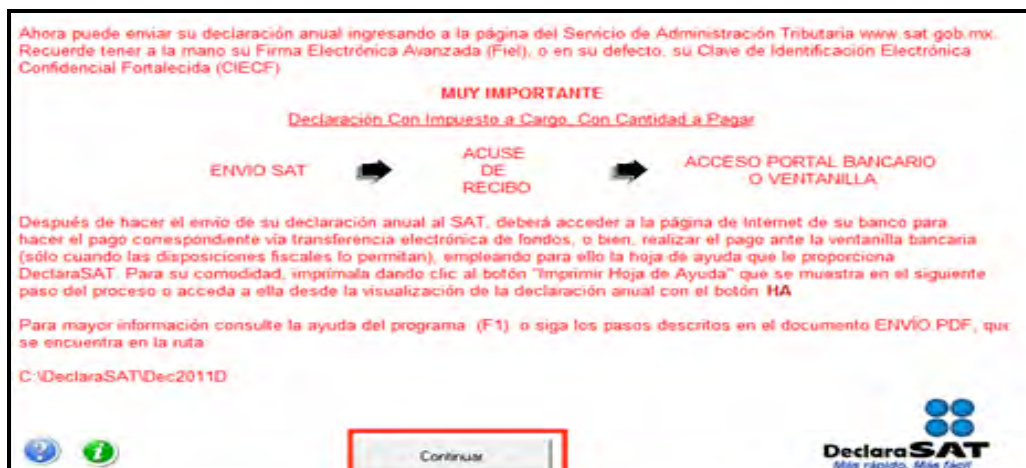 Ahora puede enviar su declaración anual ingresando a la página del Servicio de Administración Tributaria www.sat.gob.mx.
Recuerde tener a la mano su Firma Electrónica Avanzada (Fiel), o en su defecto, su Clave de Identificación Electrónica
Confidencial Fortalecida (CIECF)
MUY IMPORTANTE
Declaración Con Impuesto a Cargo, Con Cantidad a Pagar
ENVIO SAT
ACUSE
DE
RECIBO
ACCESO PORTAL BANCARIO
O VENTANILLA
Después de hacer el envío de su declaración anual al SAT, deberá acceder a la página de Internet de su banco para
hacer el pago correspondiente vía transferencia electrónica de fondos, o bien, realizar el pago ante la ventanilla bancaria
(sólo cuando las disposiciones fiscales lo permitan), empleando para ello la hoja de ayuda que le proporciona
DeclaraSAT. Para su comodidad, imprímala dando clic al botón "Imprimir Hoja de Ayuda" que se muestra en el siguiente
paso del proceso o acceda a ella desde la visualización de la declaración anual con el botón HA
Para mayor información consulte la ayuda del programa (F1) o siga los pasos descritos en el documento ENVÍO.PDF, que
se encuentra en la ruta
C:\DeclaraSAT\Dec2011D
Continuar
DeclaraSAT
Más rápido, Más fácil